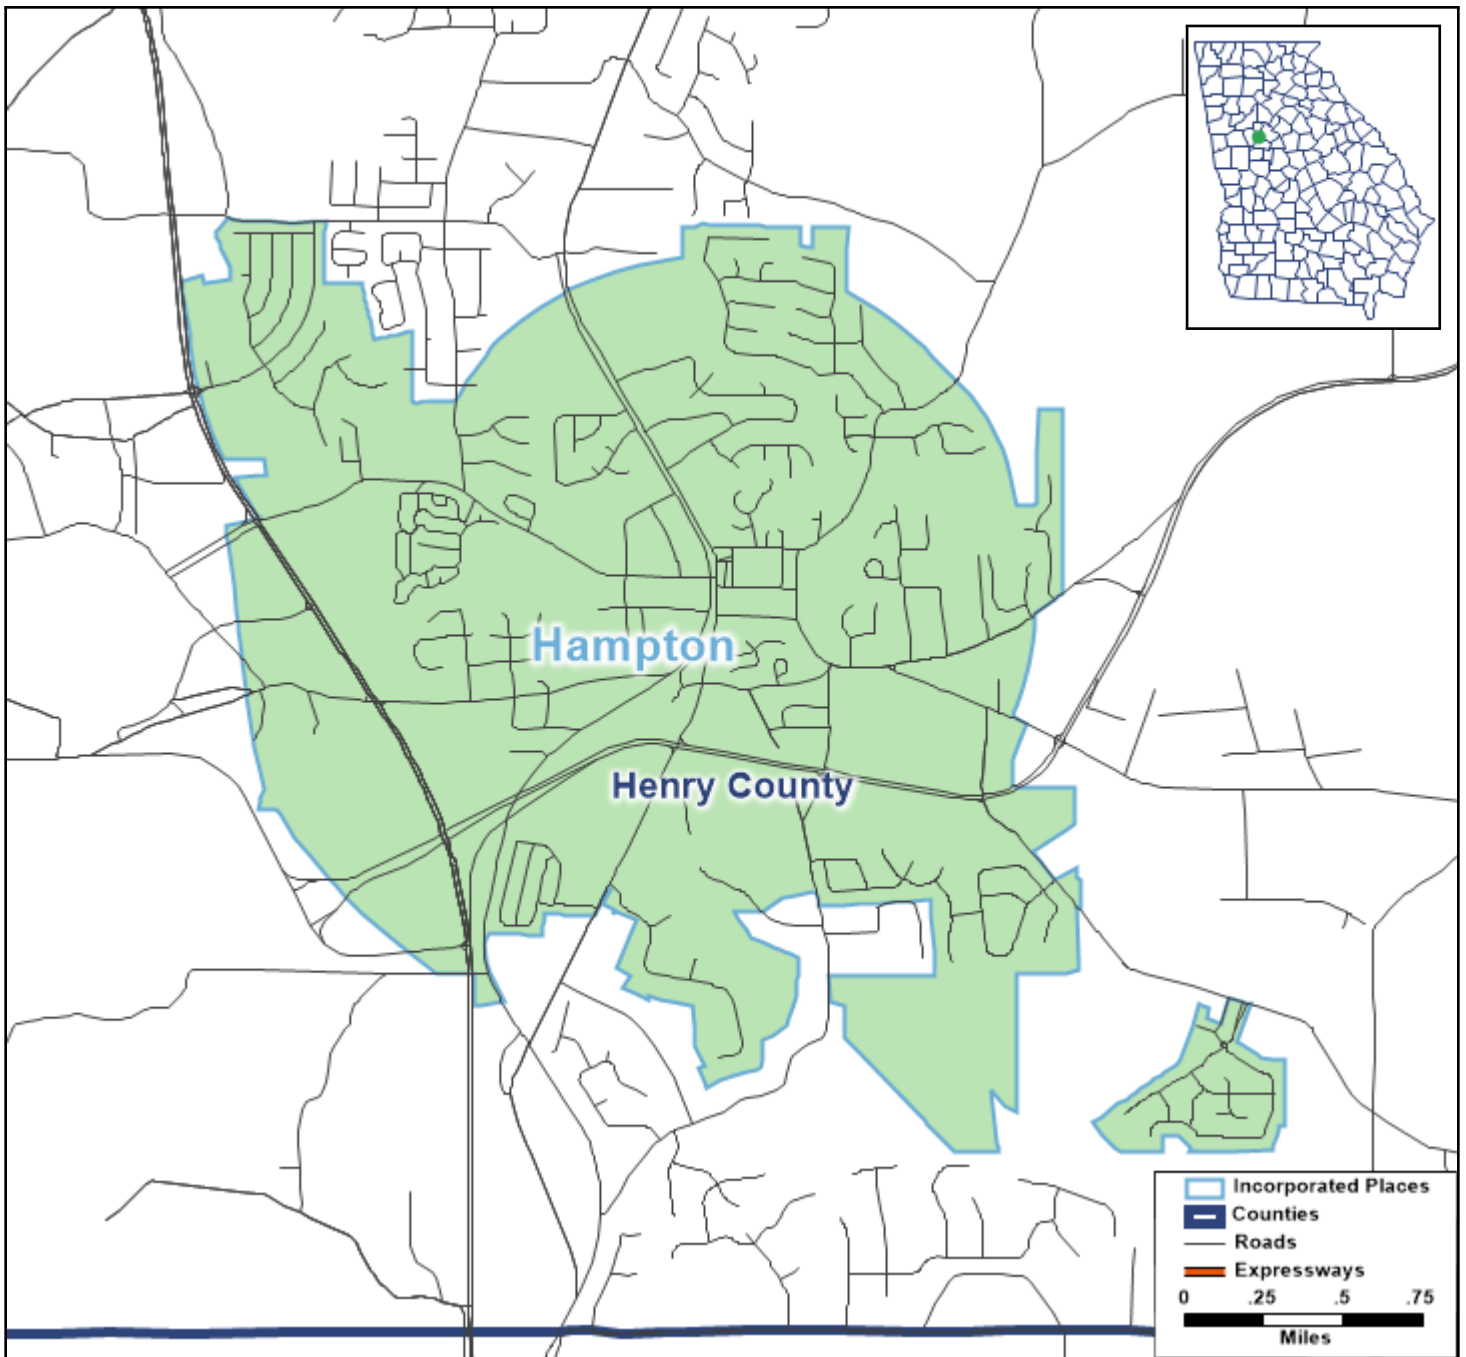 Hampton
Henry County
Incorporated Places
Counties
Roads
Expressways
0 .25 .5 .75
Miles